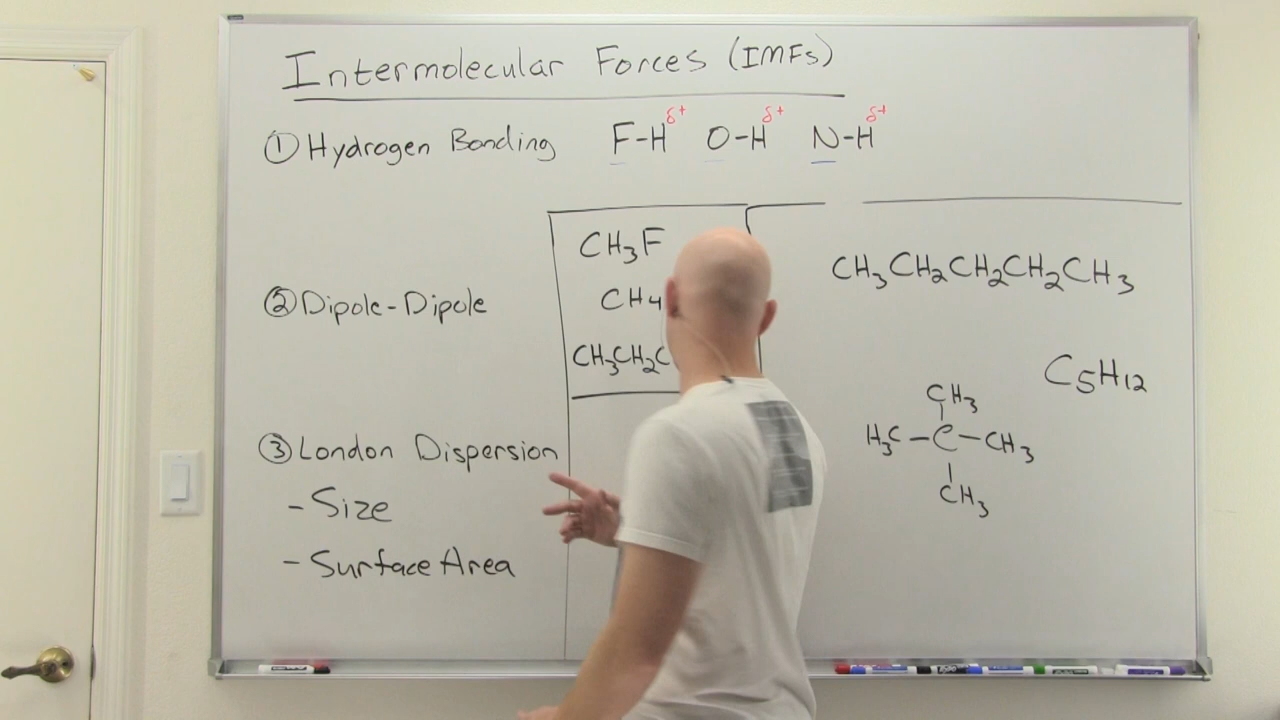 Intermolecular Forces (IMFs)
① Hydrogen Bonding F-H δ+ O-H δ+ N-H δ+
② Dipole-Dipole
③ London Dispersion
- Size
- Surface Area
CH3F
CH4
CH3CH2C
CH3CH2CH2CH2CH3
C5H12
CH3
H3C-C-CH3
CH3